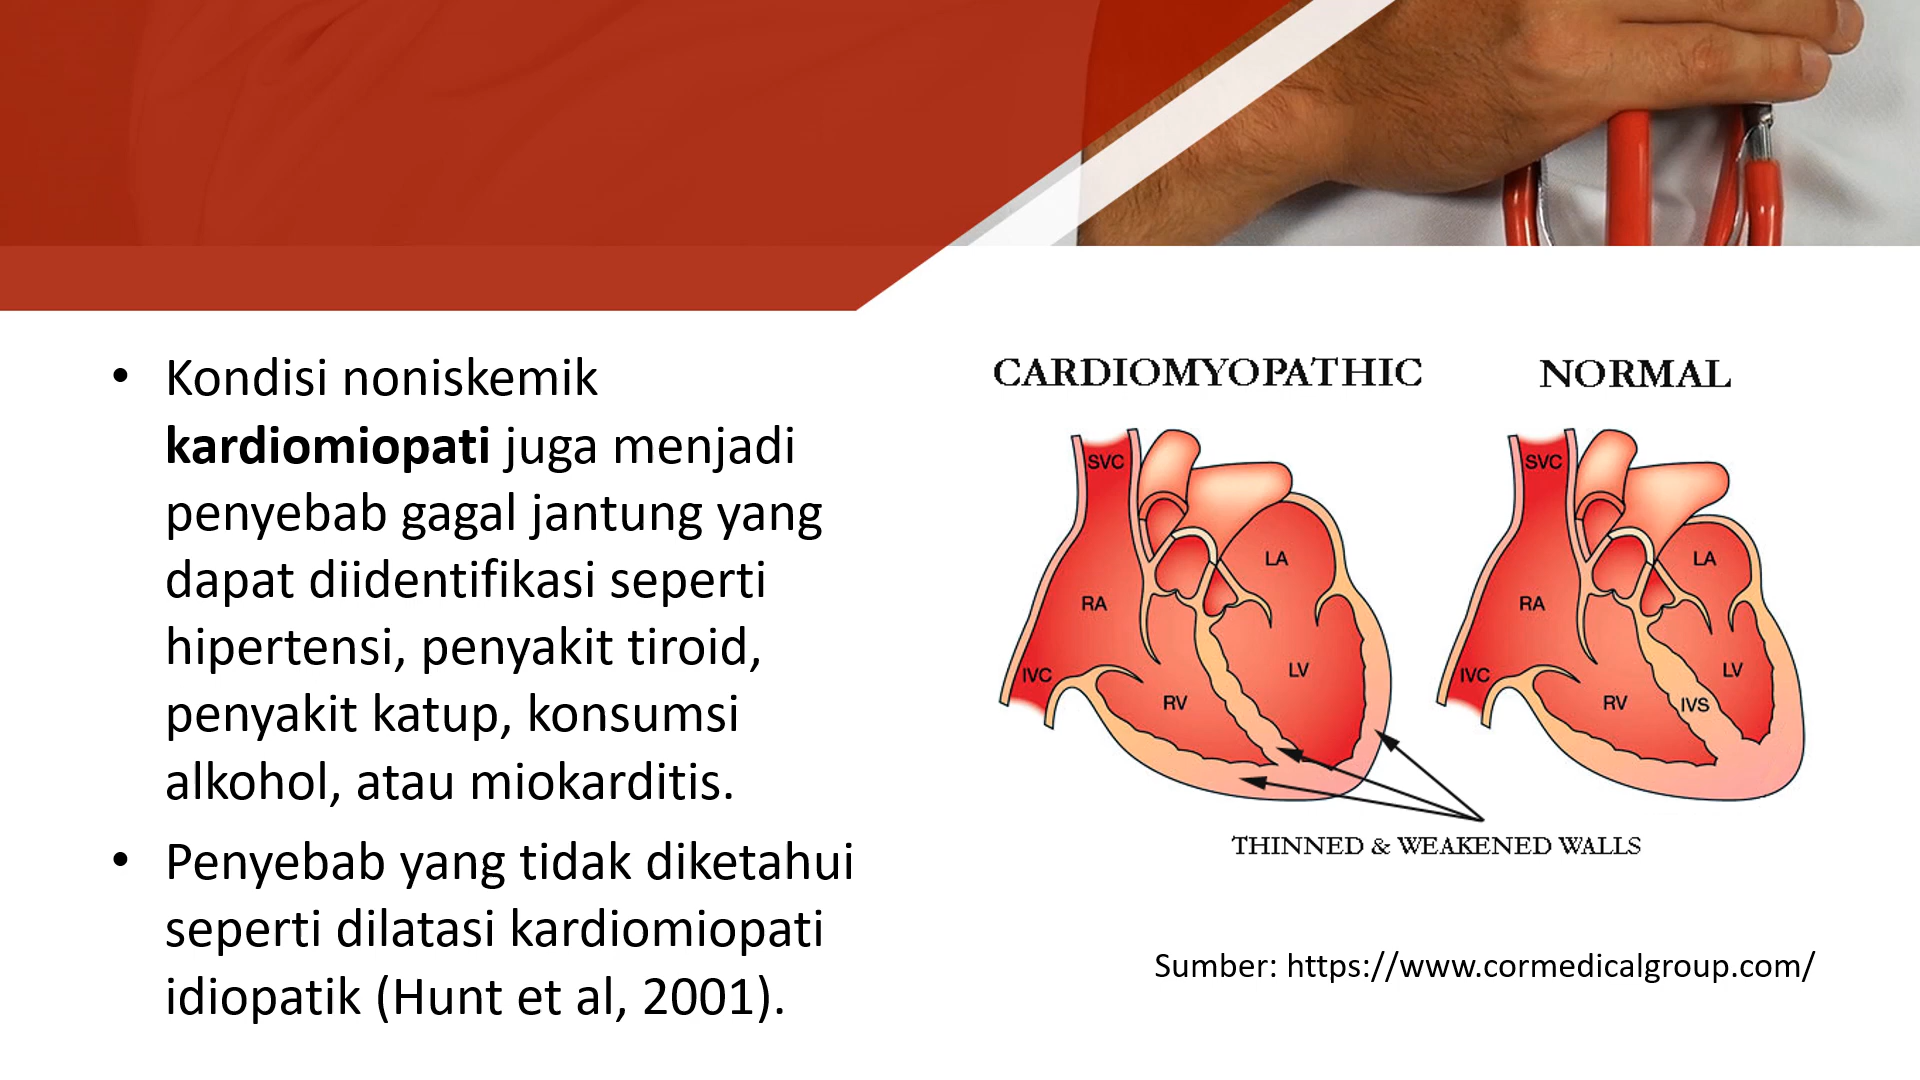 • Kondisi noniskemik
kardiomiopati juga menjadi
penyebab gagal jantung yang
dapat diidentifikasi seperti
hipertensi, penyakit tiroid,
penyakit katup, konsumsi
alkohol, atau miokarditis.
• Penyebab yang tidak diketahui
seperti dilatasi kardiomiopati
idiopatik (Hunt et al, 2001).
CARDIOMYOPATHIC
SVC
LA
RA
IVC
LV
RV
NORMAL
SVC
LA
RA
IVC
LV
RV
IVS
THINNED & WEAKENED WALLS
Sumber: https://www.cormedicalgroup.com/